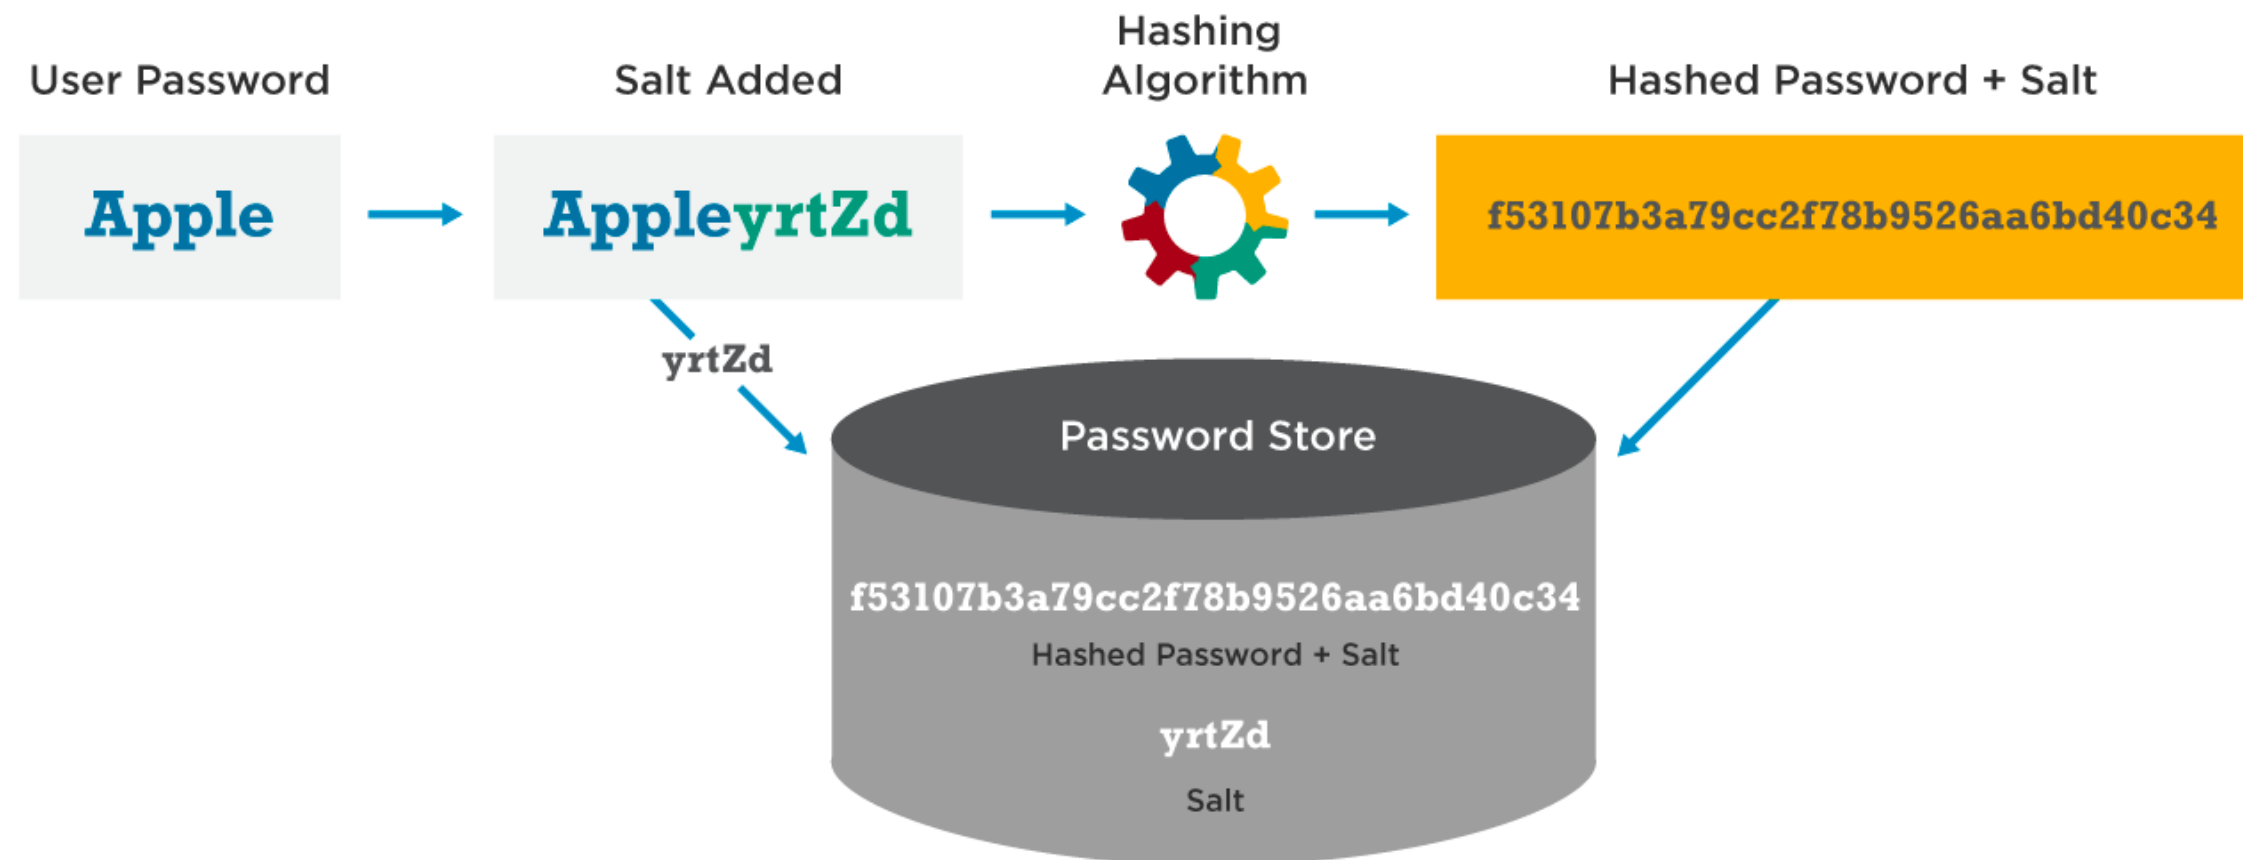 User Password
Salt Added
Hashing
Algorithm
Hashed Password + Salt
Apple
AppleyrtZd
f53107b3a79cc2f78b9526aa6bd40c34
yrtZd
Password Store
f53107b3a79cc2f78b9526aa6bd40c34
Hashed Password + Salt
yrtZd
Salt